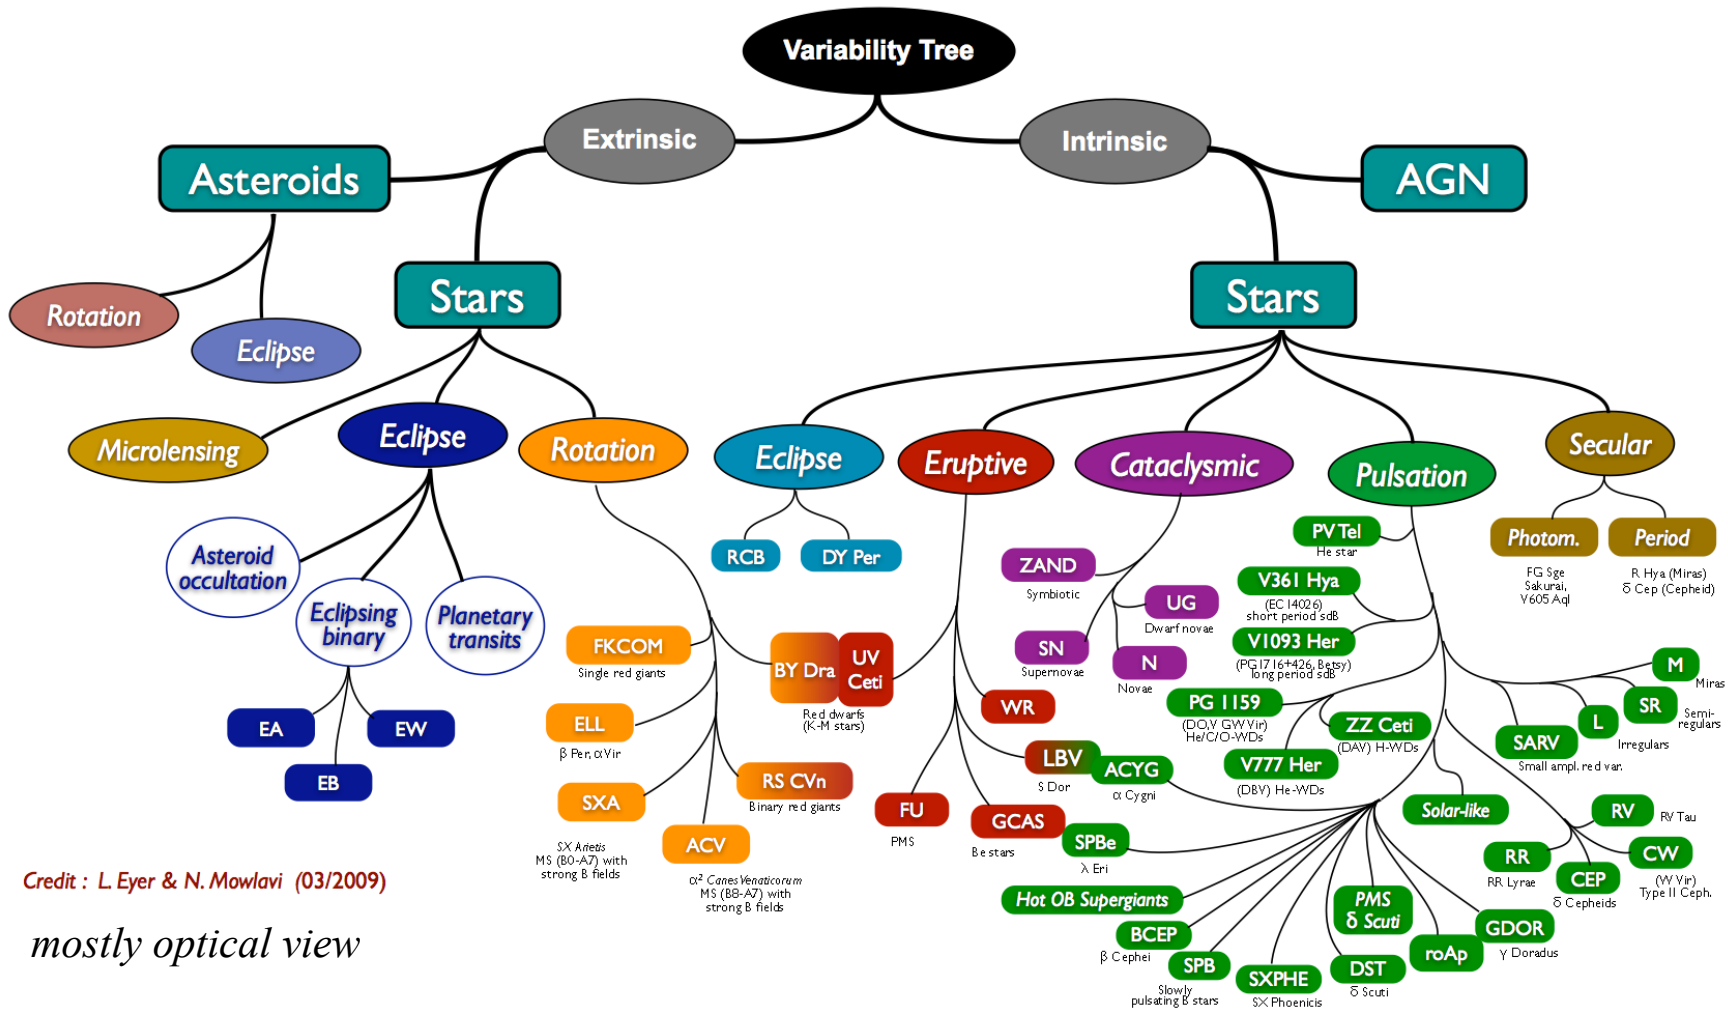 Variability Tree
Extrinsic
Intrinsic
Asteroids
AGN
Stars
Stars
Rotation
Eclipse
Microlensing
Eclipse
Rotation
Eclipse
Eruptive
Cataclysmic
Pulsation
Secular
Asteroid
occultation
Eclipsing
binary
Planetary
transits
EA
EW
EB
FKCOM
Single red giants
ELL
β Per, α Vir
SXA
SX Arietis
MS (B0-A7) with
strong B fields
ACV
α² Canes Venaticorum
MS (B8-A7) with
strong B fields
RS CVn
Binary red giants
BY Dra
UV
Ceti
Red dwarfs
(K-M stars)
RCB
DY Per
WR
LBV
S Dor
FU
PMS
GCAS
Be stars
ZAND
Symbiotic
UG
Dwarf novae
SN
Supernovae
N
Novae
PV Tel
He star
V361 Hya
(EC14026)
short period sdB
V1093 Her
(PG1716+426, Betsy)
long period sdB
PG 1159
(DO,V GW Vir)
He/C/O-WDs
ZZ Ceti
(DAV) H-WDs
V777 Her
(DBV) He-WDs
ACYG
α Cygni
SPBe
λ Eri
Hot OB Supergiants
BCEP
β Cephei
SPB
Slowly
pulsating B stars
SXPHE
SX Phoenicis
DST
δ Scuti
PMS
δ Scuti
roAp
GDOR
γ Doradus
Solar-like
M
Miras
SR
Semi-
regulars
L
Irregulars
SARV
Small ampl. red var.
RV
RV Tau
RR
RR Lyrae
CW
(W Vir)
Type II Ceph.
CEP
δ Cepheids
Photom.
FG Sge
Sakurai,
V605 Aql
Period
R Hya (Miras)
δ Cep (Cepheid)
Credit : L. Eyer & N. Mowlavi (03/2009)
mostly optical view